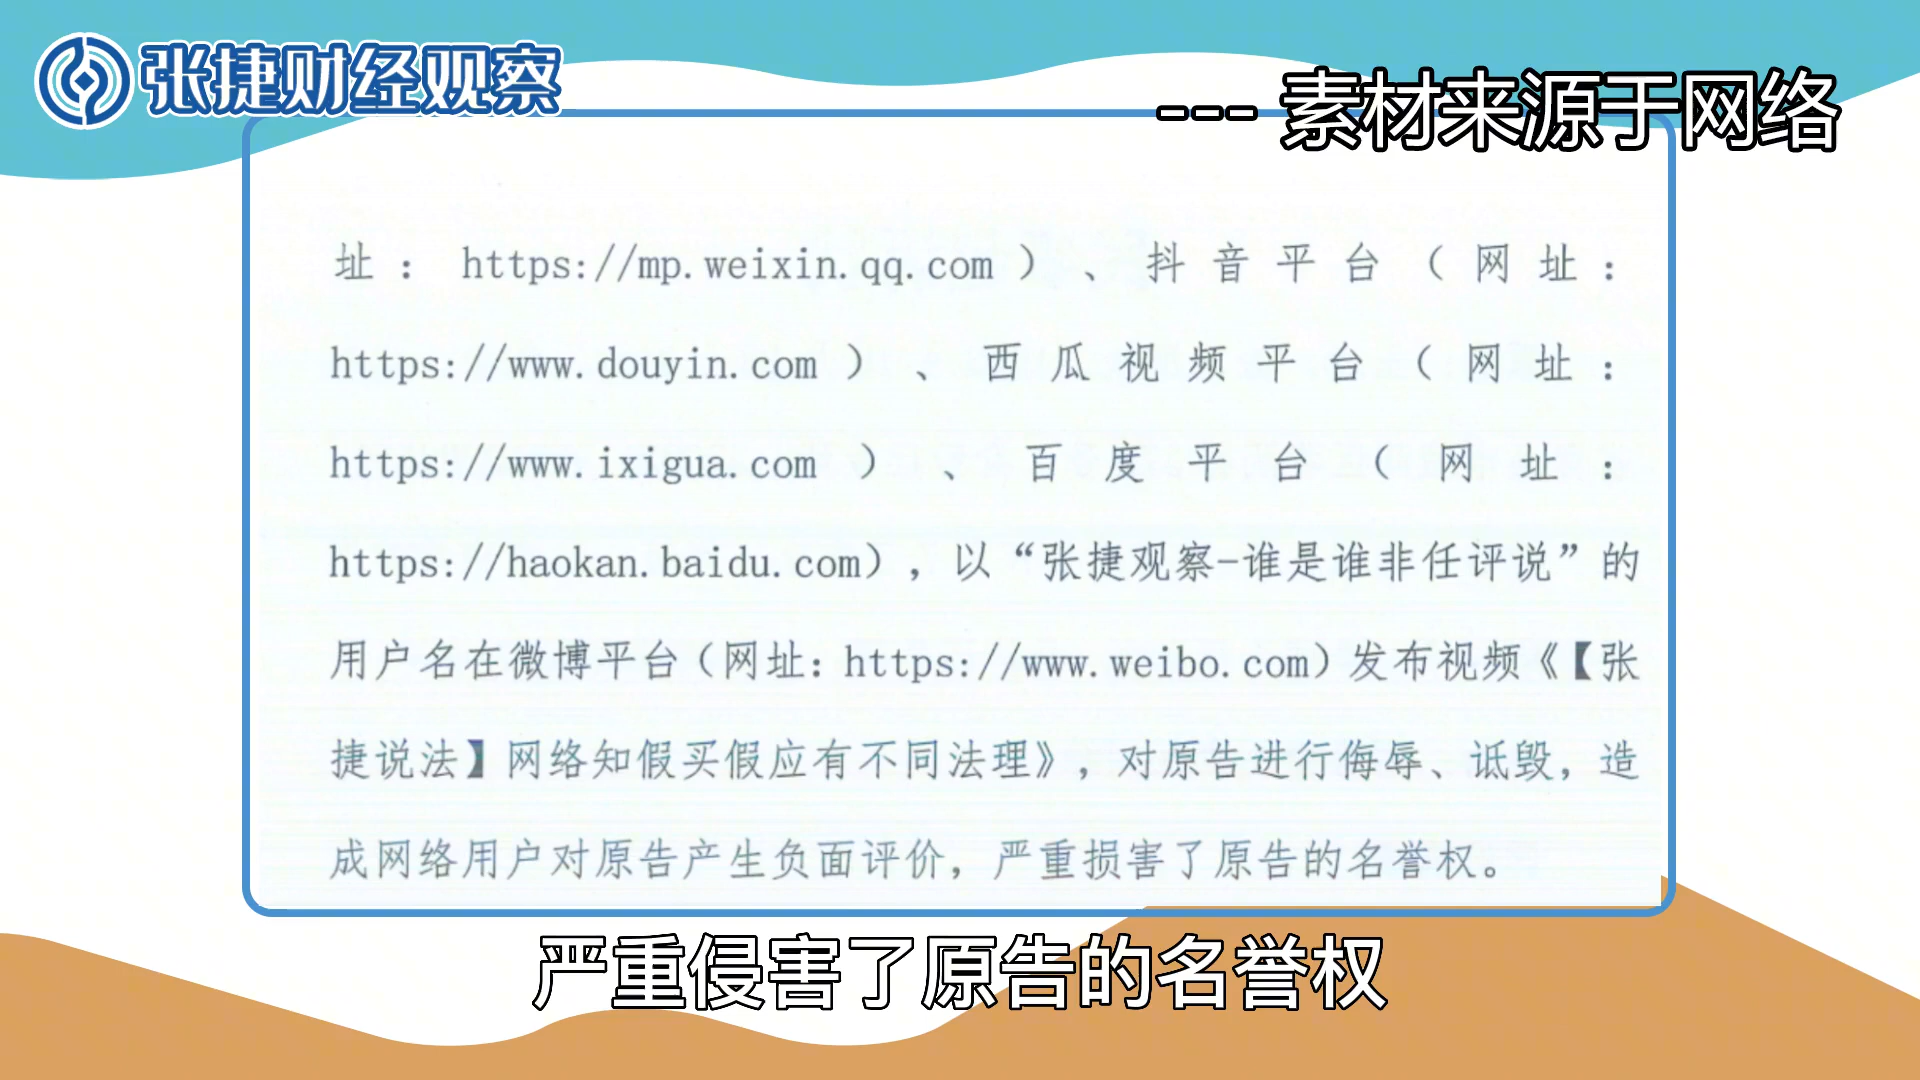 张捷财经观察
--- 素材来源于网络
址：https://mp.weixin.qq.com）、抖音平台（网址：
https://www.douyin.com）、西瓜视频平台（网址：
https://www.ixigua.com）、百度平台（网址：
https://haokan.baidu.com），以“张捷观察-谁是谁非任评说”的
用户名在微博平台（网址：https://www.weibo.com）发布视频《【张
捷说法】网络知假买假应有不同法理》，对原告进行侮辱、诋毁，造
成网络用户对原告产生负面评价，严重损害了原告的名誉权。
严重侵害了原告的名誉权